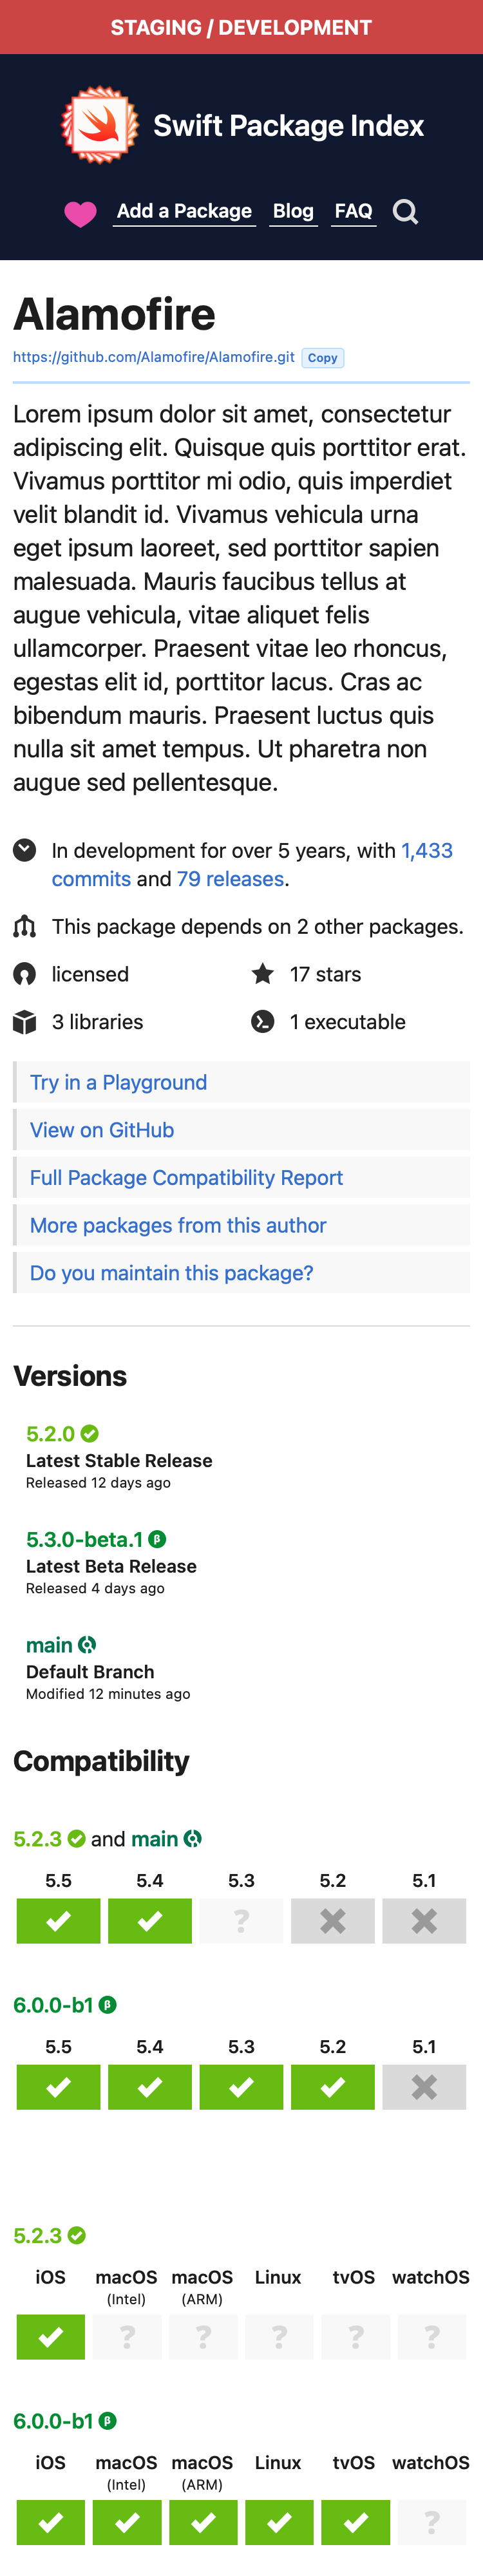 STAGING / DEVELOPMENT
Swift Package Index
Add a Package Blog FAQ
Alamofire
https://github.com/Alamofire/Alamofire.git Copy
Lorem ipsum dolor sit amet, consectetur
adipiscing elit. Quisque quis porttitor erat.
Vivamus porttitor mi odio, quis imperdiet
velit blandit id. Vivamus vehicula urna
eget ipsum laoreet, sed porttitor sapien
malesuada. Mauris faucibus tellus at
augue vehicula, vitae aliquet felis
ullamcorper. Praesent vitae leo rhoncus,
egestas elit id, porttitor lacus. Cras ac
bibendum mauris. Praesent luctus quis
nulla sit amet tempus. Ut pharetra non
augue sed pellentesque.
In development for over 5 years, with 1,433
commits and 79 releases.
This package depends on 2 other packages.
licensed 17 stars
3 libraries 1 executable
Try in a Playground
View on GitHub
Full Package Compatibility Report
More packages from this author
Do you maintain this package?
Versions
5.2.0
Latest Stable Release
Released 12 days ago
5.3.0-beta.1 β
Latest Beta Release
Released 4 days ago
main
Default Branch
Modified 12 minutes ago
Compatibility
5.2.3 and main
5.5 5.4 5.3 5.2 5.1
?
6.0.0-b1 β
5.5 5.4 5.3 5.2 5.1
5.2.3
iOS macOS macOS Linux tvOS watchOS
(Intel) (ARM)
? ? ? ? ?
6.0.0-b1 β
iOS macOS macOS Linux tvOS watchOS
(Intel) (ARM)
?